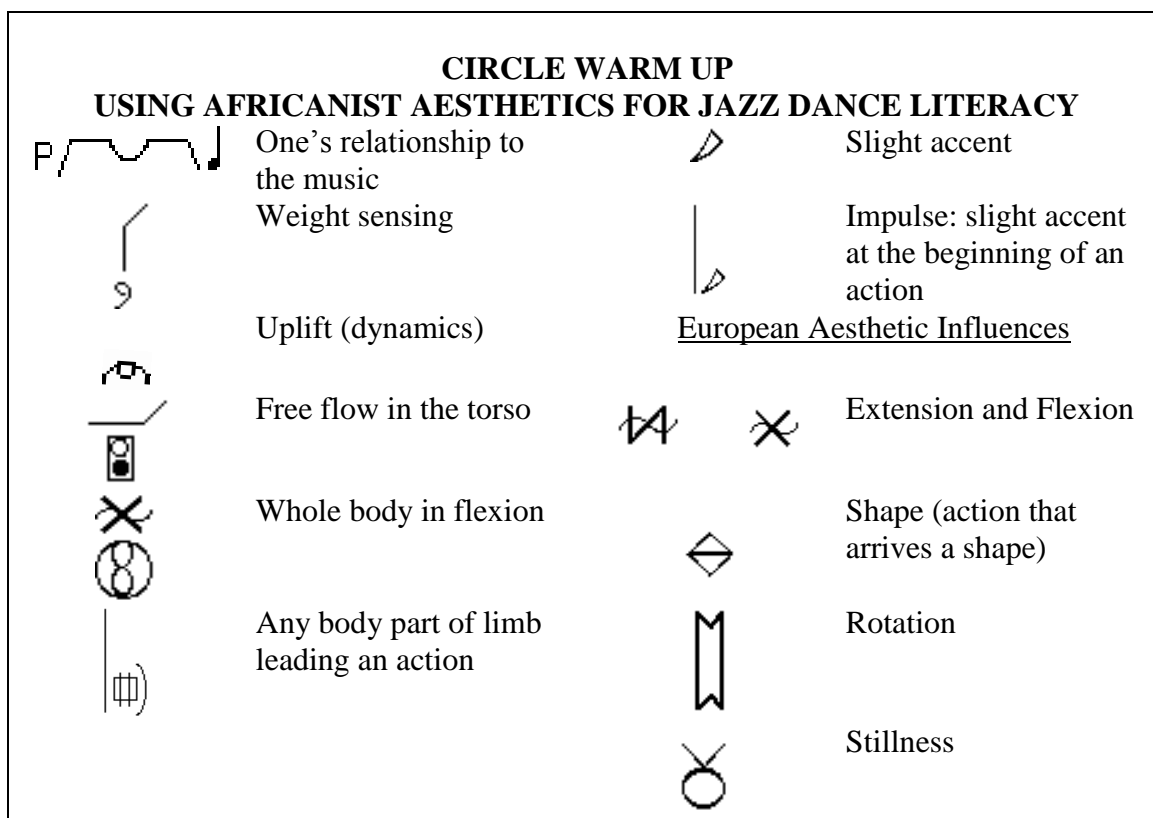 CIRCLE WARM UP
USING AFRICANIST AESTHETICS FOR JAZZ DANCE LITERACY
P
One’s relationship to
the music
Weight sensing
Uplift (dynamics)
Free flow in the torso
Whole body in flexion
Any body part of limb
leading an action
Slight accent
Impulse: slight accent
at the beginning of an
action
European Aesthetic Influences
Extension and Flexion
Shape (action that
arrives a shape)
Rotation
Stillness